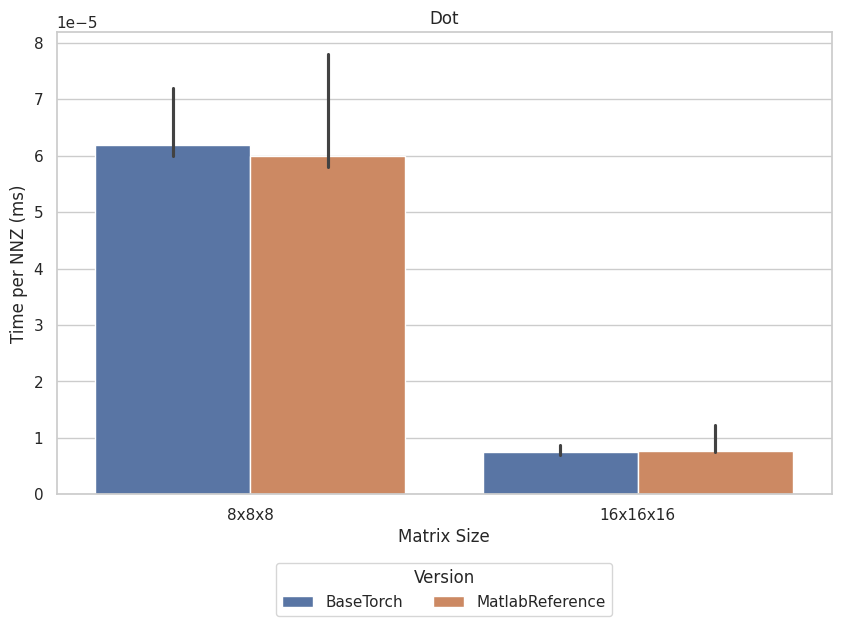 Dot
1e−5
8
7
6
5
4
3
2
1
0
Time per NNZ (ms)
8x8x8 16x16x16
Matrix Size
Version
BaseTorch MatlabReference